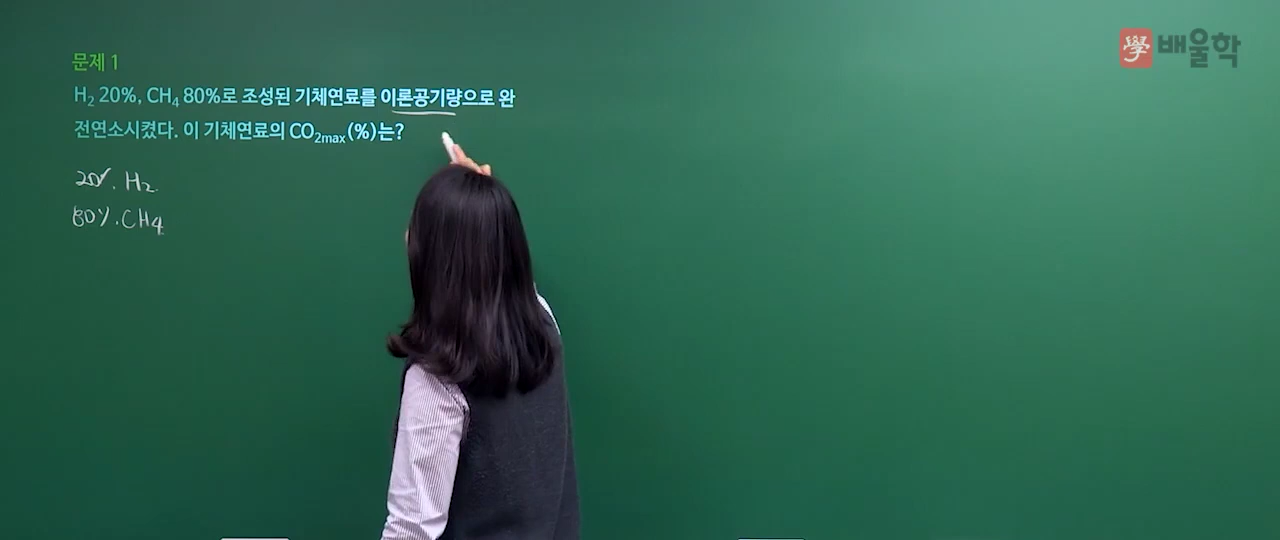 學 배울학
문제 1
H₂ 20%, CH₄ 80%로 조성된 기체연료를 이론공기량으로 완
전연소시켰다. 이 기체연료의 CO₂max(%)는?
20%. H₂.
80%. CH₄